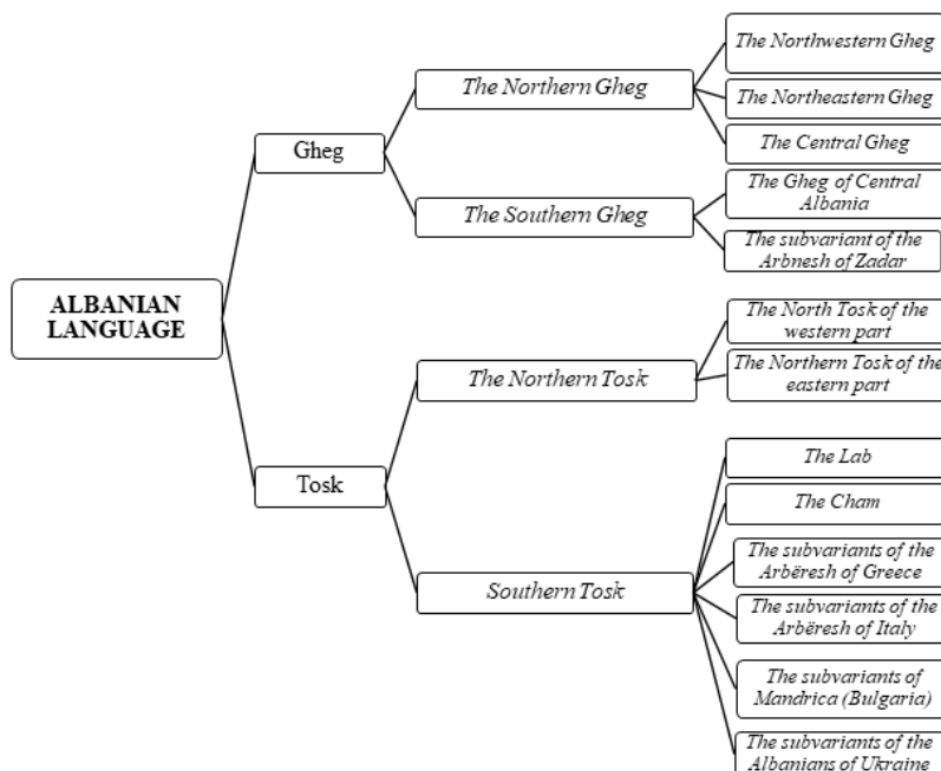 ALBANIAN
LANGUAGE
Gheg
The Northern Gheg
The Northwestern Gheg
The Northeastern Gheg
The Central Gheg
The Southern Gheg
The Gheg of Central
Albania
The subvariant of the
Arbnesh of Zadar
Tosk
The Northern Tosk
The North Tosk of the
western part
The Northern Tosk of the
eastern part
Southern Tosk
The Lab
The Cham
The subvariants of the
Arbëresh of Greece
The subvariants of the
Arbëresh of Italy
The subvariants of
Mandrica (Bulgaria)
The subvariants of the
Albanians of Ukraine